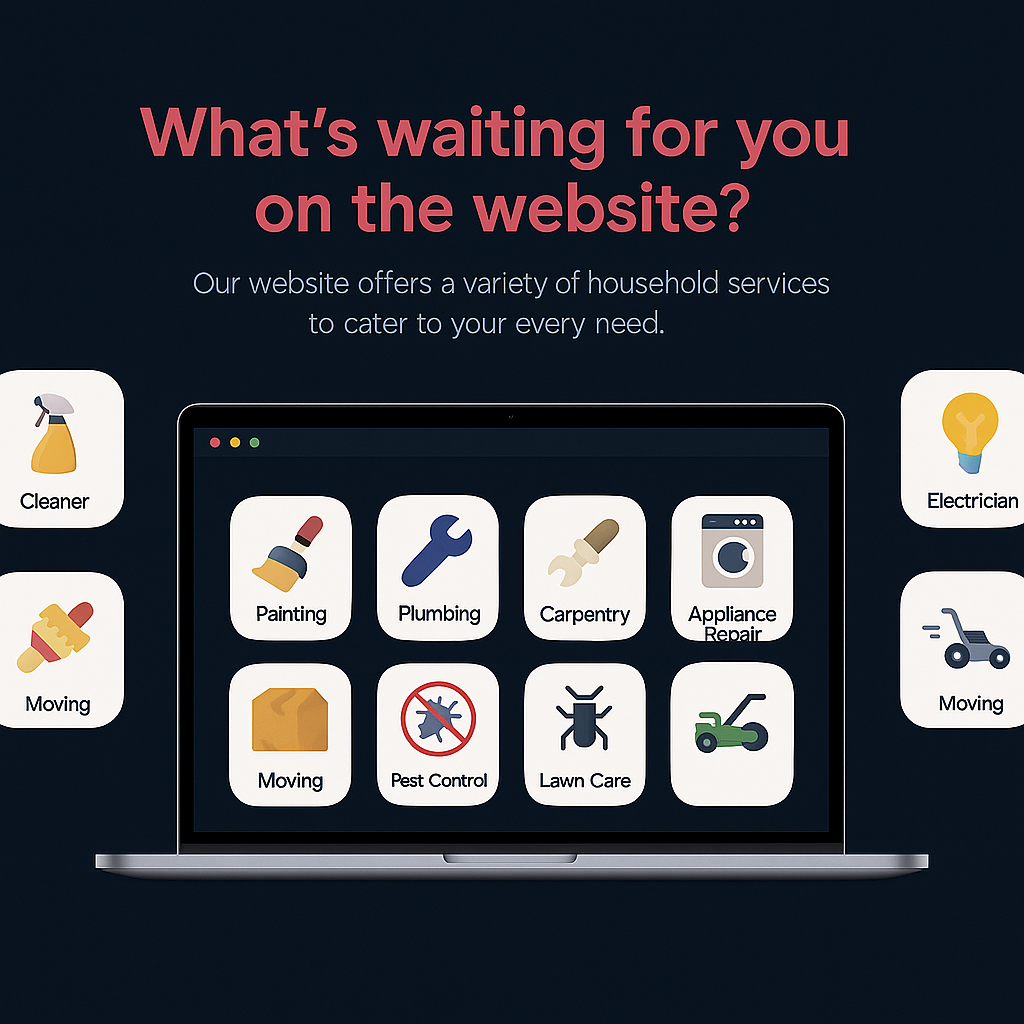 What's waiting for you
on the website?
Our website offers a variety of household services
to cater to your every need.
Cleaner
Electrician
Painting
Plumbing
Carpentry
Appliance
Repair
Moving
Moving
Moving
Pest Control
Lawn Care